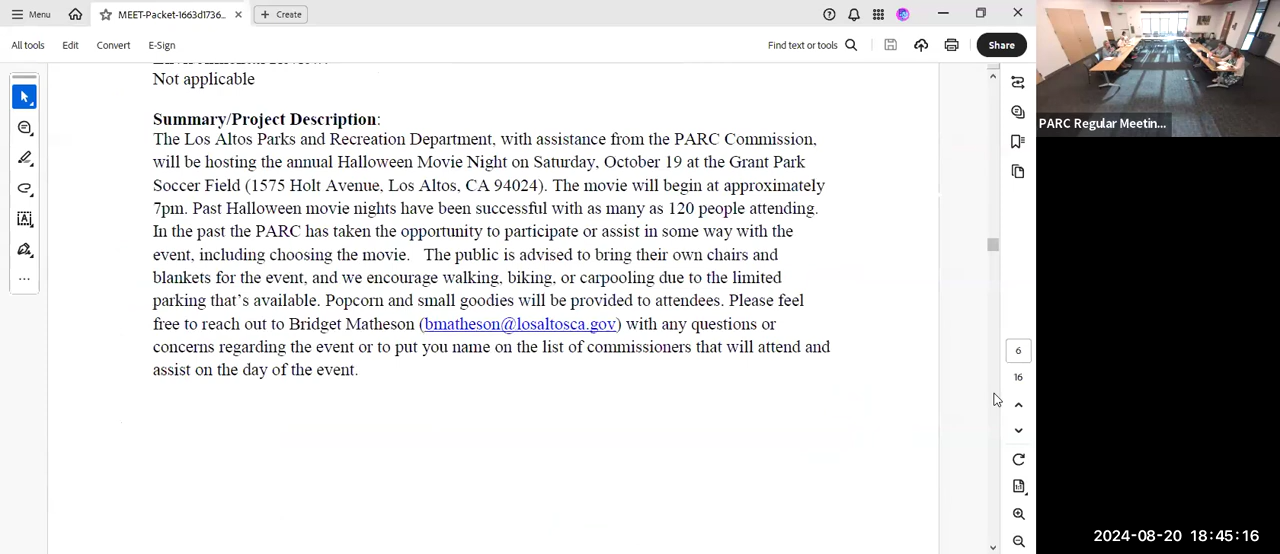 Menu
MEET-Packet-1663d1736...
Create
All tools
Edit
Convert
E-Sign
Find text or tools
Share
Not applicable
Summary/Project Description:
The Los Altos Parks and Recreation Department, with assistance from the PARC Commission,
will be hosting the annual Halloween Movie Night on Saturday, October 19 at the Grant Park
Soccer Field (1575 Holt Avenue, Los Altos, CA 94024). The movie will begin at approximately
7pm. Past Halloween movie nights have been successful with as many as 120 people attending.
In the past the PARC has taken the opportunity to participate or assist in some way with the
event, including choosing the movie. The public is advised to bring their own chairs and
blankets for the event, and we encourage walking, biking, or carpooling due to the limited
parking that's available. Popcorn and small goodies will be provided to attendees. Please feel
free to reach out to Bridget Matheson (bmatheson@losaltosca.gov) with any questions or
concerns regarding the event or to put you name on the list of commissioners that will attend and
assist on the day of the event.
6
16
PARC Regular Meetin...
2024-08-20 18:45:16